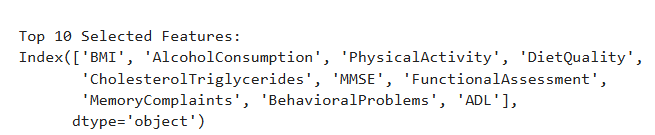 Top 10 Selected Features:
Index(['BMI', 'AlcoholConsumption', 'PhysicalActivity', 'DietQuality',
       'CholesterolTriglycerides', 'MMSE', 'FunctionalAssessment',
       'MemoryComplaints', 'BehavioralProblems', 'ADL'],
      dtype='object')